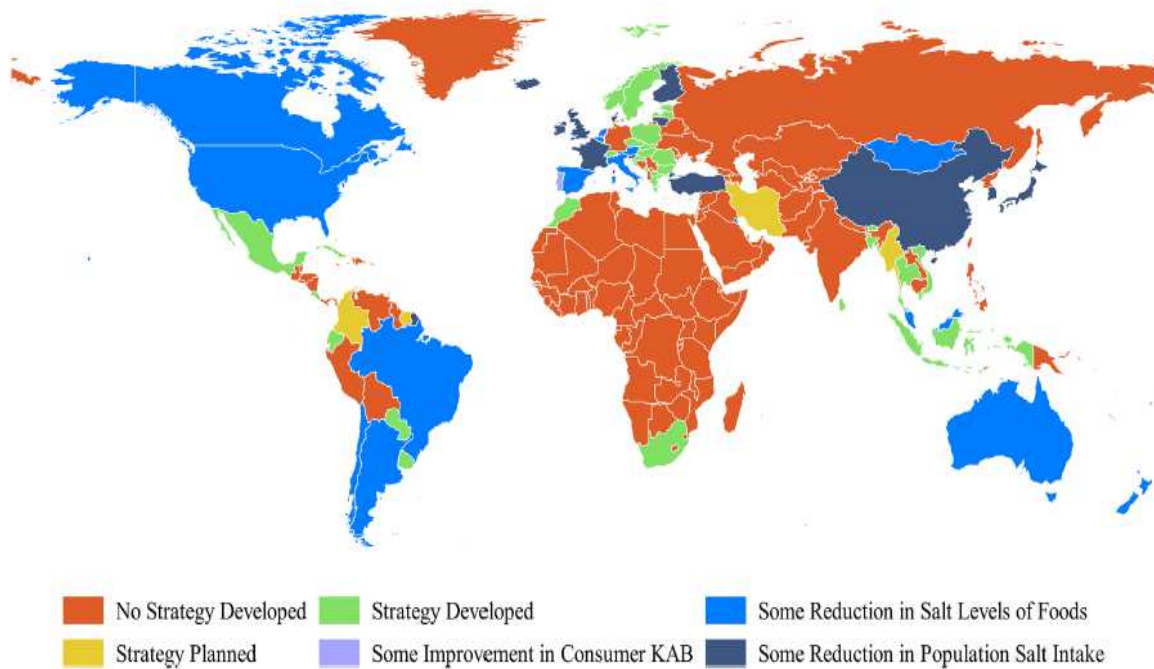 No Strategy Developed
Strategy Developed
Some Reduction in Salt Levels of Foods
Strategy Planned
Some Improvement in Consumer KAB
Some Reduction in Population Salt Intake